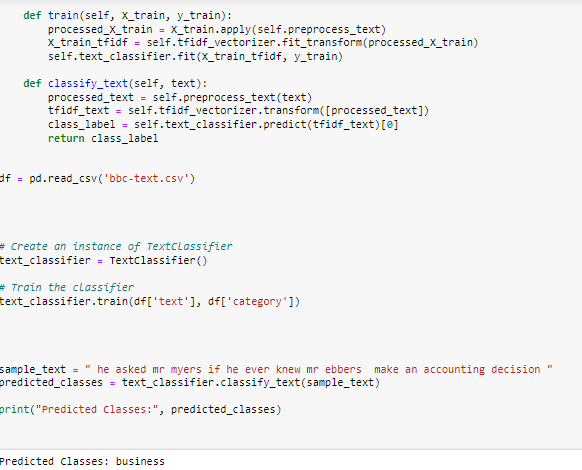 def train(self, X_train, y_train):
processed_X_train = X_train.apply(self.preprocess_text)
X_train_tfidf = self.tfidf_vectorizer.fit_transform(processed_X_train)
self.text_classifier.fit(X_train_tfidf, y_train)
def classify_text(self, text):
processed_text = self.preprocess_text(text)
tfidf_text = self.tfidf_vectorizer.transform([processed_text])
class_label = self.text_classifier.predict(tfidf_text)[0]
return class_label
df = pd.read_csv('bbc-text.csv')
# Create an instance of TextClassifier
text_classifier = TextClassifier()
# Train the classifier
text_classifier.train(df['text'], df['category'])
sample_text = " he asked mr myers if he ever knew mr ebbers  make an accounting decision "
predicted_classes = text_classifier.classify_text(sample_text)
print("Predicted Classes:", predicted_classes)
Predicted Classes: business